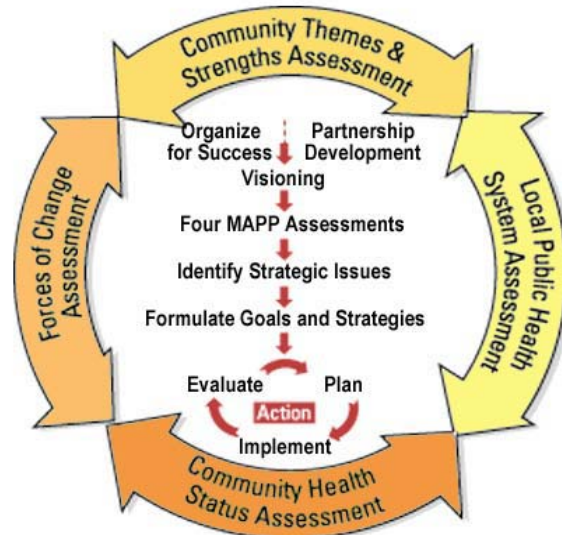 Community Themes &
Strengths Assessment
Organize
for Success
Partnership
Development
Visioning
Four MAPP Assessments
Identify Strategic Issues
Formulate Goals and Strategies
Evaluate
Plan
Action
Implement
Forces of Change
Assessment
Local Public Health
System Assessment
Community Health
Status Assessment